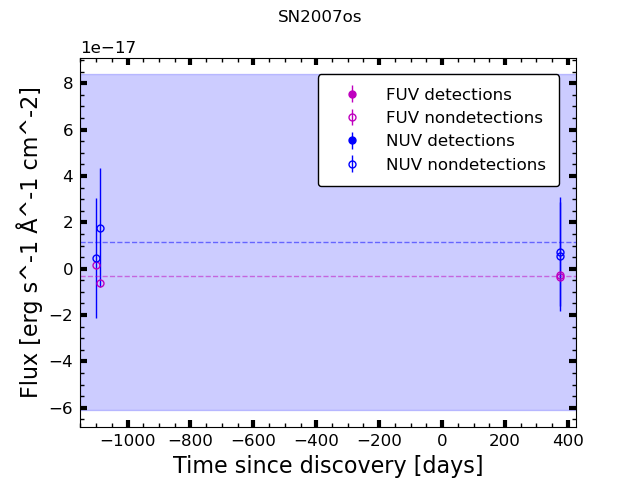 SN2007os
1e−17
8
6
4
2
0
−2
−4
−6
Flux [erg s^-1 Å^-1 cm^-2]
FUV detections
FUV nondetections
NUV detections
NUV nondetections
−1000 −800 −600 −400 −200 0 200 400
Time since discovery [days]